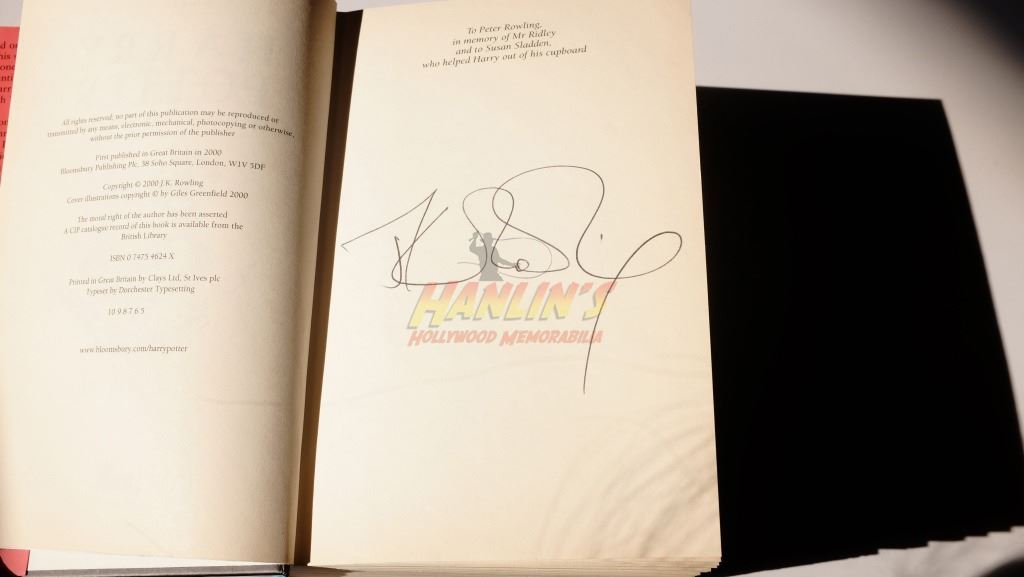 All rights reserved; no part of this publication may be reproduced or
transmitted by any means, electronic, mechanical, photocopying or otherwise,
without the prior permission of the publisher
First published in Great Britain in 2000
Bloomsbury Publishing Plc, 38 Soho Square, London, W1V 5DF
Copyright © 2000 J.K. Rowling
Cover illustrations copyright © by Giles Greenfield 2000
The moral right of the author has been asserted
A CIP catalogue record of this book is available from the
British Library
ISBN 0 7475 4624 X
Printed in Great Britain by Clays Ltd, St Ives plc
Typeset by Dorchester Typesetting
10 9 8 7 6 5
www.bloomsbury.com/harrypotter
To Peter Rowling,
in memory of Mr Ridley
and to Susan Sladden,
who helped Harry out of his cupboard
HANLIN'S
HOLLYWOOD MEMORABILIA